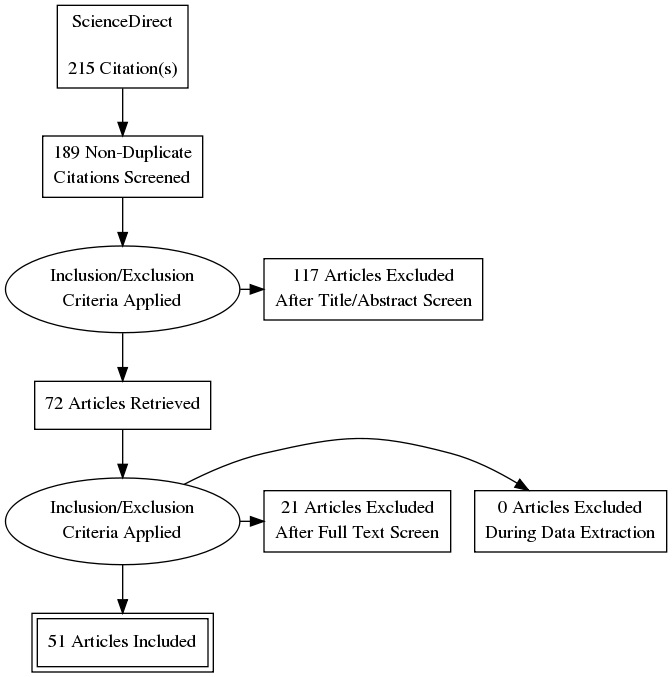 ScienceDirect
215 Citation(s)
189 Non-Duplicate
Citations Screened
Inclusion/Exclusion
Criteria Applied
117 Articles Excluded
After Title/Abstract Screen
72 Articles Retrieved
Inclusion/Exclusion
Criteria Applied
21 Articles Excluded
After Full Text Screen
0 Articles Excluded
During Data Extraction
51 Articles Included